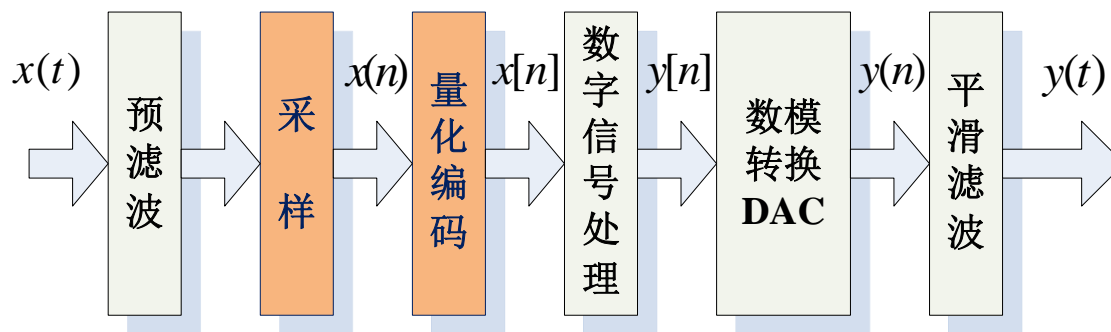 x(t)
预滤波
采样
x(n)
量化编码
x[n]
数字信号处理
y[n]
数模
转换
DAC
y(n)
平滑滤波
y(t)